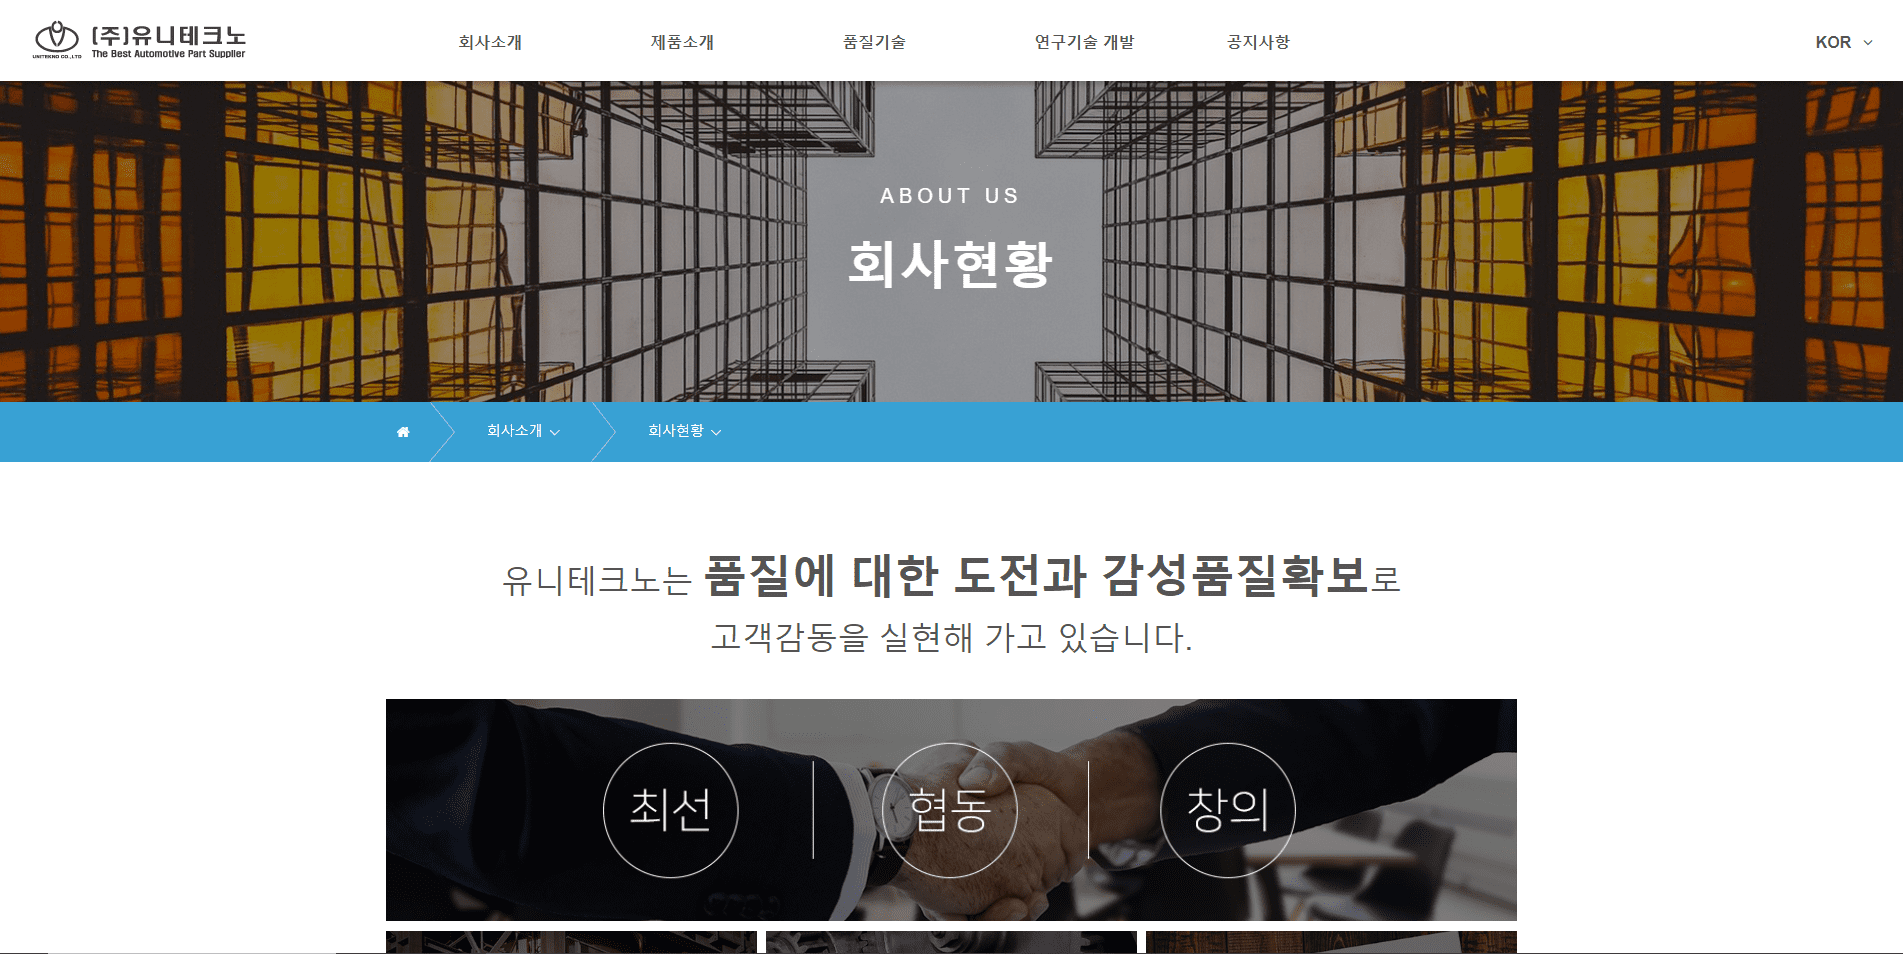 (주)유니테크노
The Best Automotive Part Supplier
UNITEKNO CO.,LTD
회사소개 제품소개 품질기술 연구기술 개발 공지사항 KOR
ABOUT US
회사현황
회사소개 회사현황
유니테크노는 품질에 대한 도전과 감성품질확보로
고객감동을 실현해 가고 있습니다.
최선 협동 창의